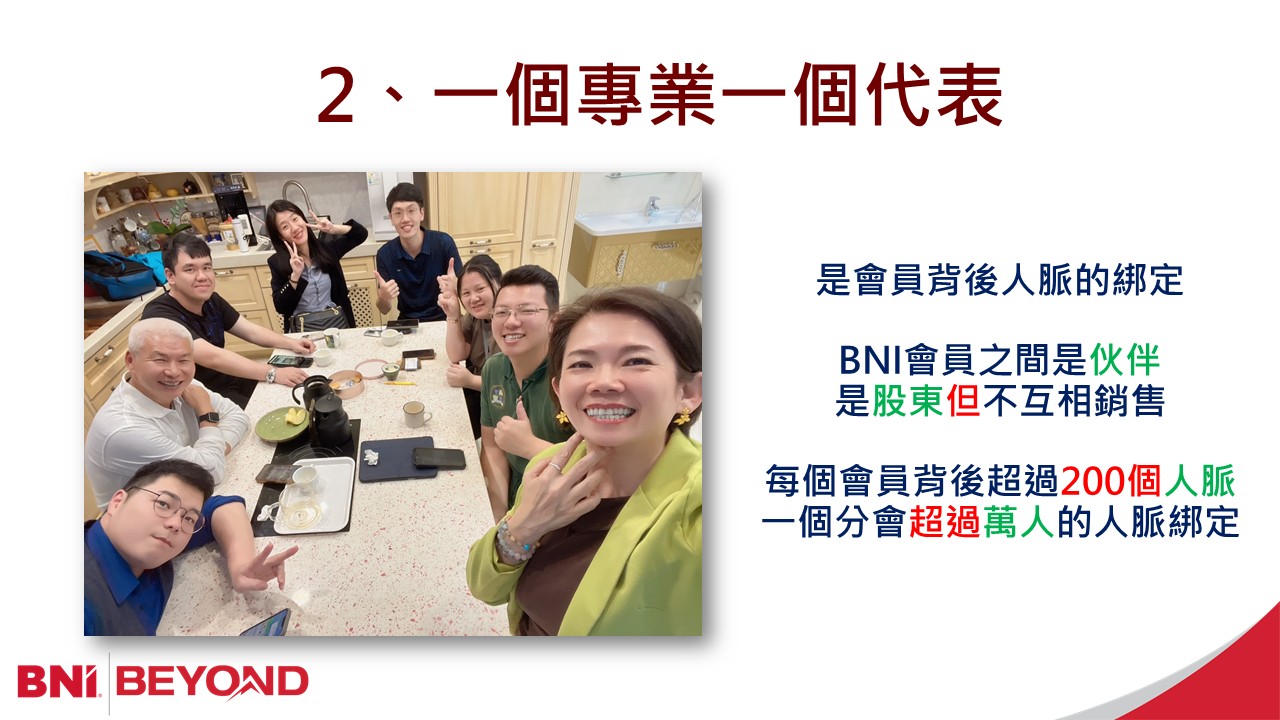 2、一個專業一個代表
是會員背後人脈的綁定
BNI會員之間是伙伴
是股東但不互相銷售
每個會員背後超過200個人脈
一個分會超過萬人的人脈綁定
BNI® BEYOND